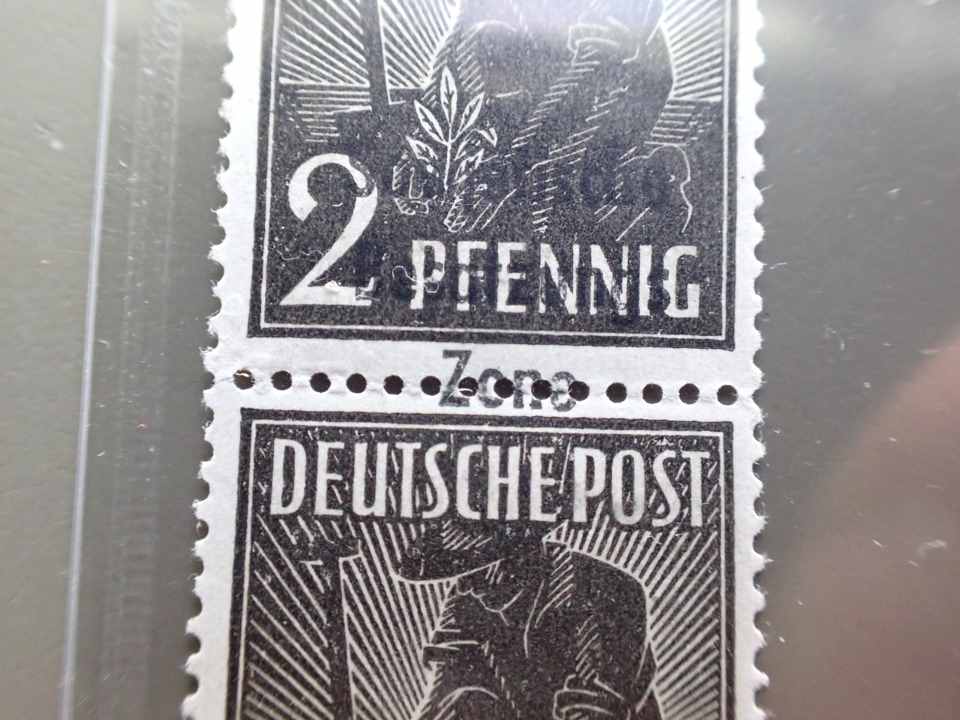 2 PFENNIG
Zone
DEUTSCHE POST